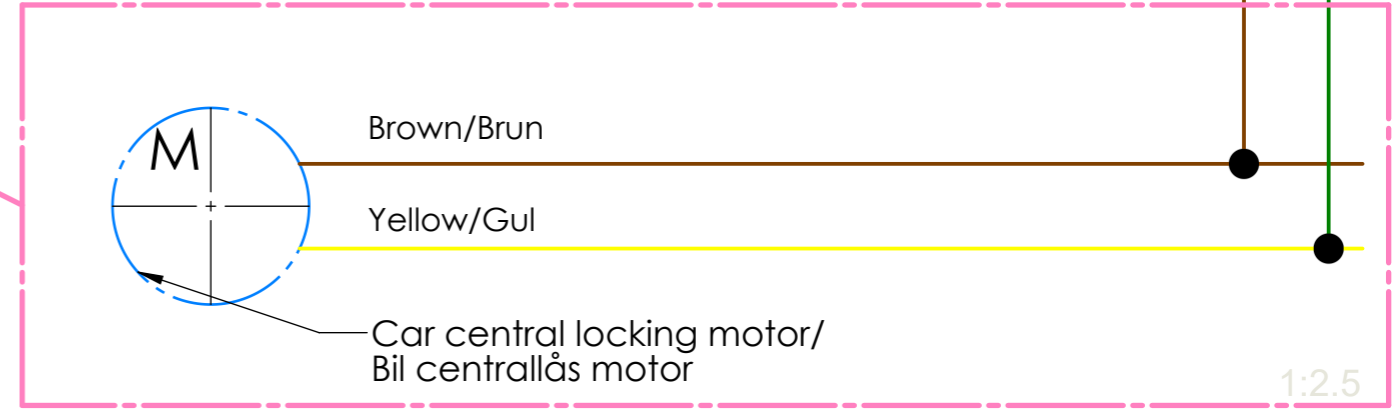 M
Brown/Brun
Yellow/Gul
Car central locking motor/
Bil centrallås motor
1:2.5